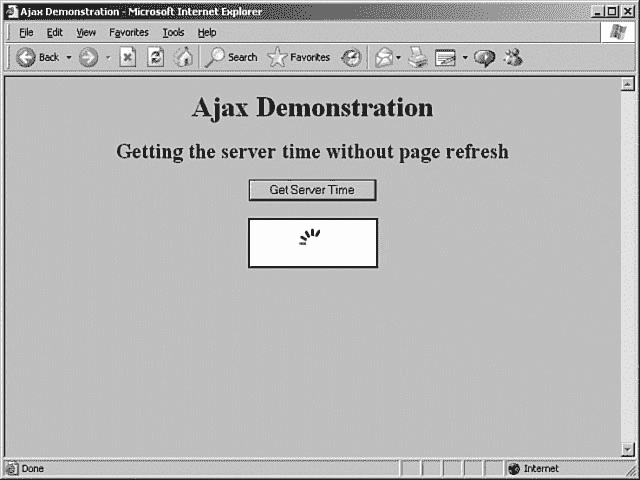 Ajax Demonstration - Microsoft Internet Explorer
File Edit View Favorites Tools Help
Back Search Favorites
Ajax Demonstration
Getting the server time without page refresh
Get Server Time
Done Internet